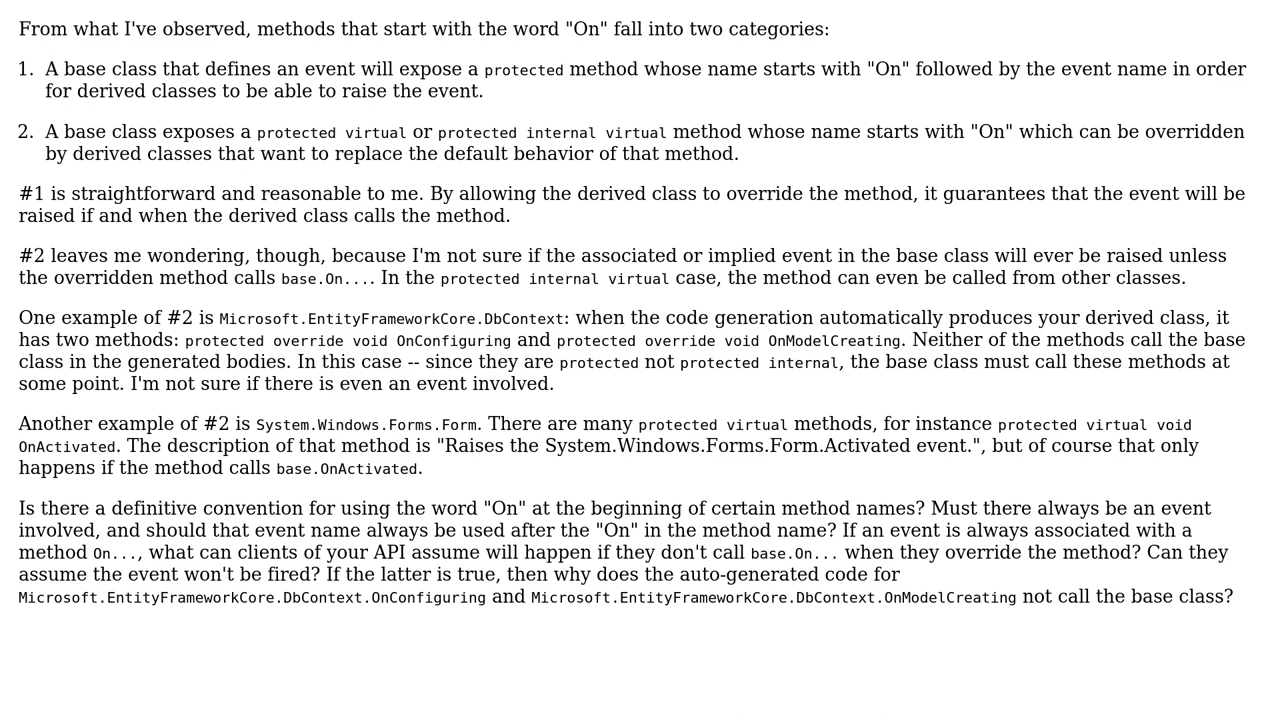 From what I've observed, methods that start with the word "On" fall into two categories:
1. A base class that defines an event will expose a protected method whose name starts with "On" followed by the event name in order
for derived classes to be able to raise the event.
2. A base class exposes a protected virtual or protected internal virtual method whose name starts with "On" which can be overridden
by derived classes that want to replace the default behavior of that method.
#1 is straightforward and reasonable to me. By allowing the derived class to override the method, it guarantees that the event will be
raised if and when the derived class calls the method.
#2 leaves me wondering, though, because I'm not sure if the associated or implied event in the base class will ever be raised unless
the overridden method calls base.On.... In the protected internal virtual case, the method can even be called from other classes.
One example of #2 is Microsoft.EntityFrameworkCore.DbContext: when the code generation automatically produces your derived class, it
has two methods: protected override void OnConfiguring and protected override void OnModelCreating. Neither of the methods call the base
class in the generated bodies. In this case -- since they are protected not protected internal, the base class must call these methods at
some point. I'm not sure if there is even an event involved.
Another example of #2 is System.Windows.Forms.Form. There are many protected virtual methods, for instance protected virtual void
OnActivated. The description of that method is "Raises the System.Windows.Forms.Form.Activated event.", but of course that only
happens if the method calls base.OnActivated.
Is there a definitive convention for using the word "On" at the beginning of certain method names? Must there always be an event
involved, and should that event name always be used after the "On" in the method name? If an event is always associated with a
method On..., what can clients of your API assume will happen if they don't call base.On... when they override the method? Can they
assume the event won't be fired? If the latter is true, then why does the auto-generated code for
Microsoft.EntityFrameworkCore.DbContext.OnConfiguring and Microsoft.EntityFrameworkCore.DbContext.OnModelCreating not call the base class?